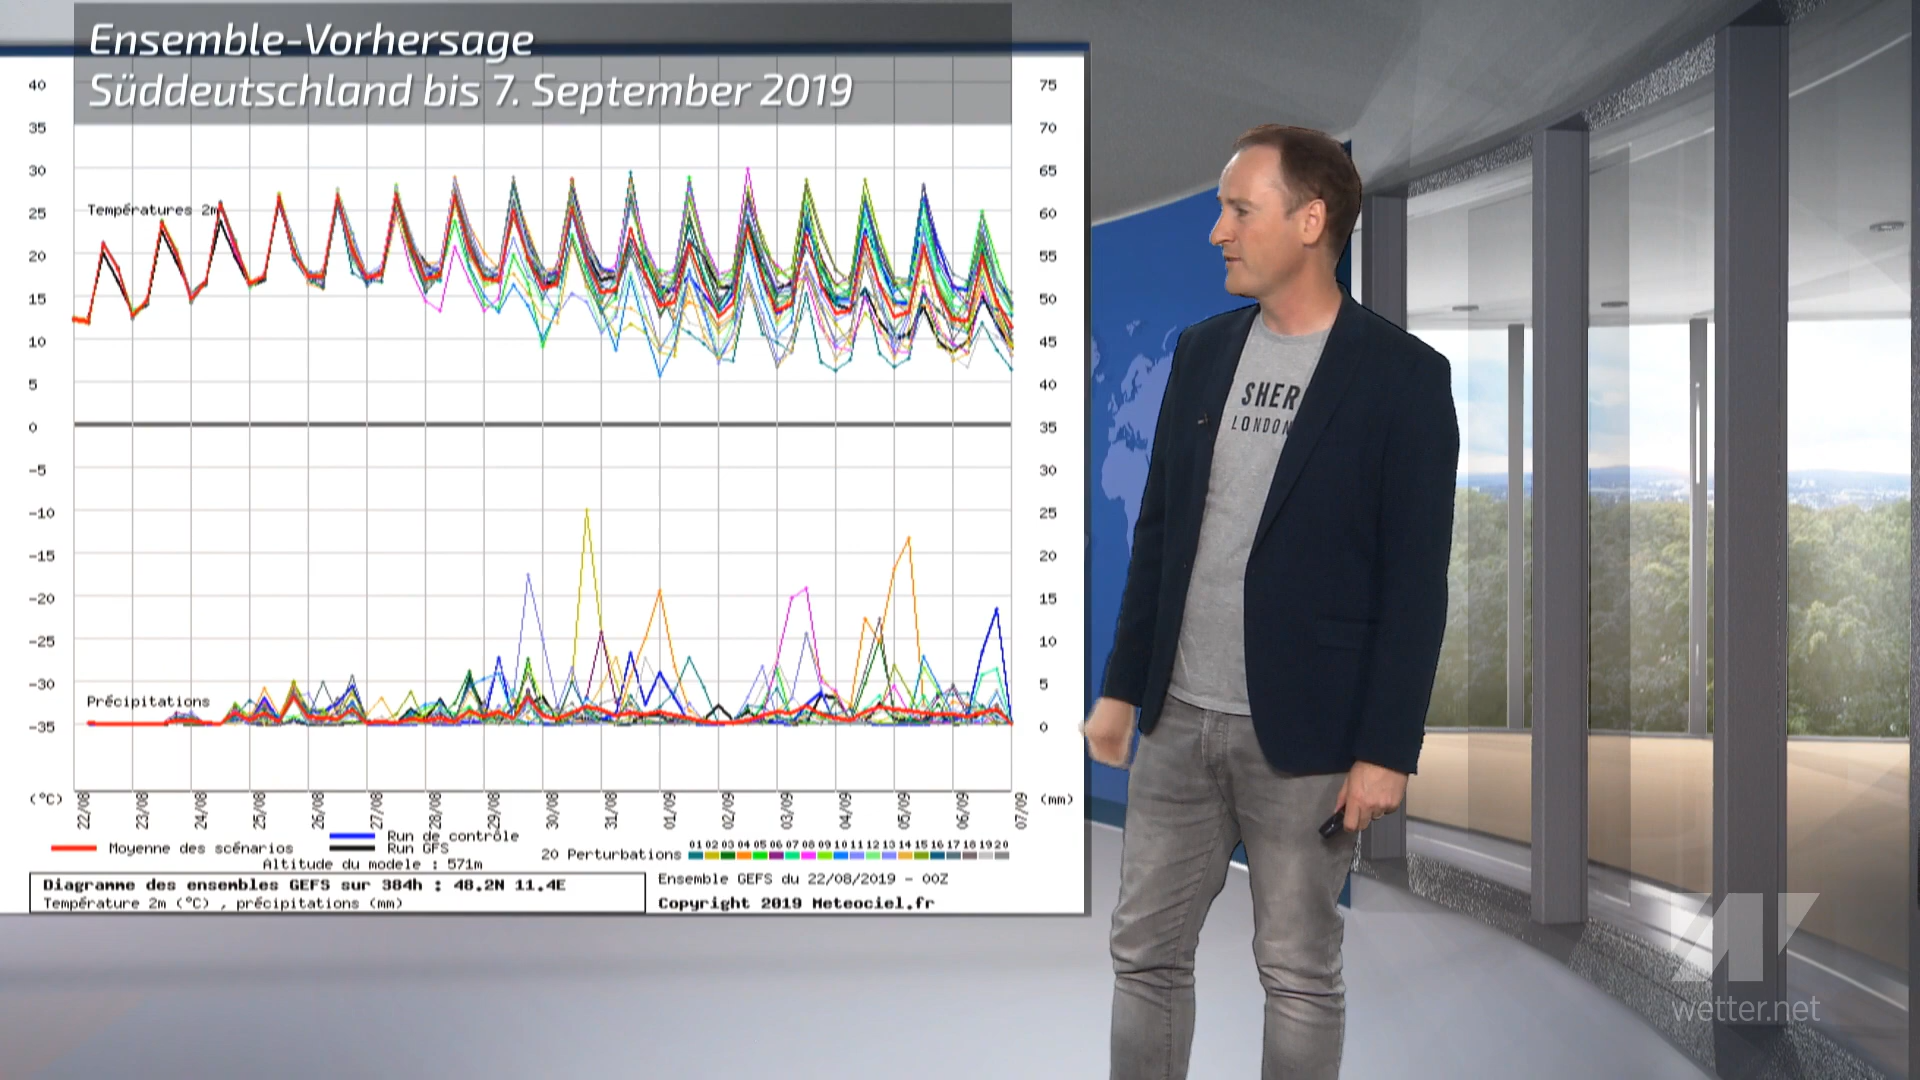 Ensemble-Vorhersage
Süddeutschland bis 7. September 2019
40
35
30
25
20
15
10
5
0
-5
-10
-15
-20
-25
-30
-35
(°C)
Températures 2m
Précipitations
75
70
65
60
55
50
45
40
35
30
25
20
15
10
5
0
(mm)
22/08
23/08
24/08
25/08
26/08
27/08
28/08
29/08
30/08
31/08
01/09
02/09
03/09
04/09
05/09
06/09
07/09
Run de contrôle
Moyenne des scénarios
Run GFS
Altitude du modele : 571m
20 Perturbations
01 02 03 04 05 06 07 08 09 10 11 12 13 14 15 16 17 18 19 20
Diagramme des ensembles GEFS sur 384h : 48.2N 11.4E
Température 2m (°C) , précipitations (mm)
Ensemble GEFS du 22/08/2019 - 00Z
Copyright 2019 Meteociel.fr
SHER
LONDON
wetter.net